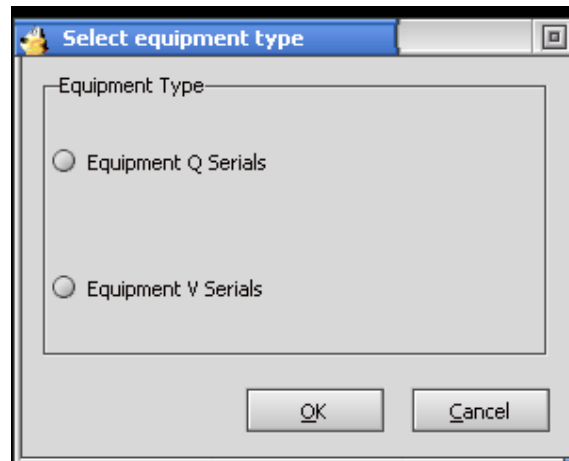 Select equipment type
Equipment Type
Equipment Q Serials
Equipment V Serials
OK
Cancel